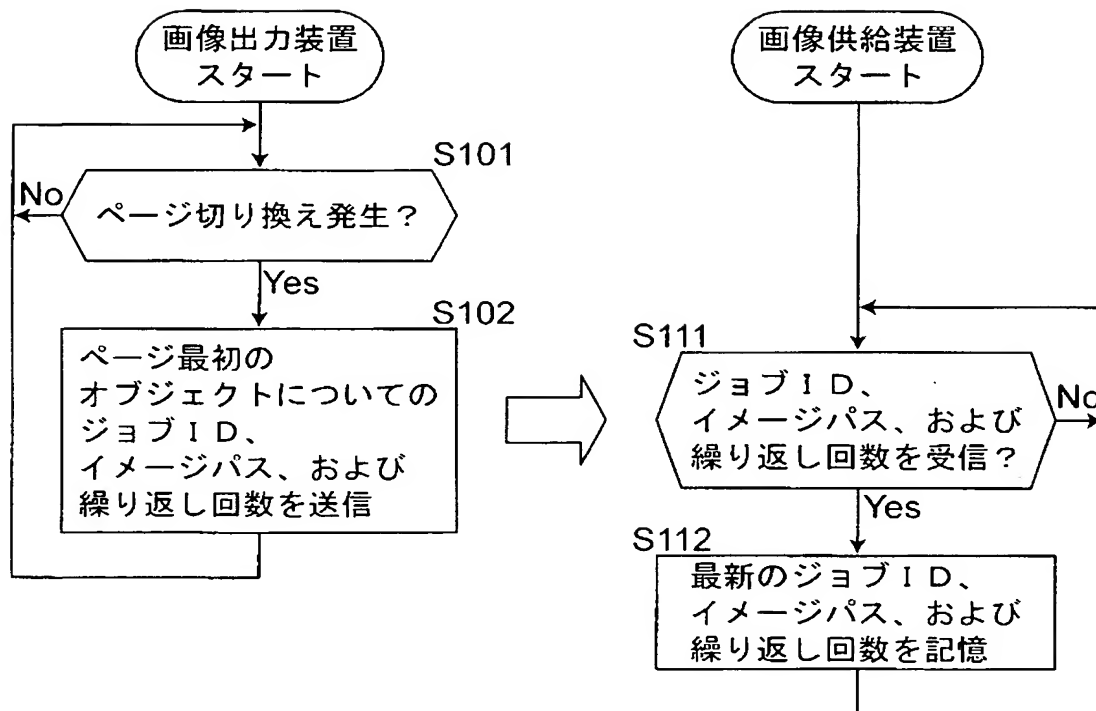 画像出力装置
スタート
S101
No
ページ切り換え発生？
Yes
S102
ページ最初の
オブジェクトについての
ジョブＩＤ、
イメージパス、および
繰り返し回数を送信
画像供給装置
スタート
S111
ジョブＩＤ、
イメージパス、および
繰り返し回数を受信？
No
Yes
S112
最新のジョブＩＤ、
イメージパス、および
繰り返し回数を記憶